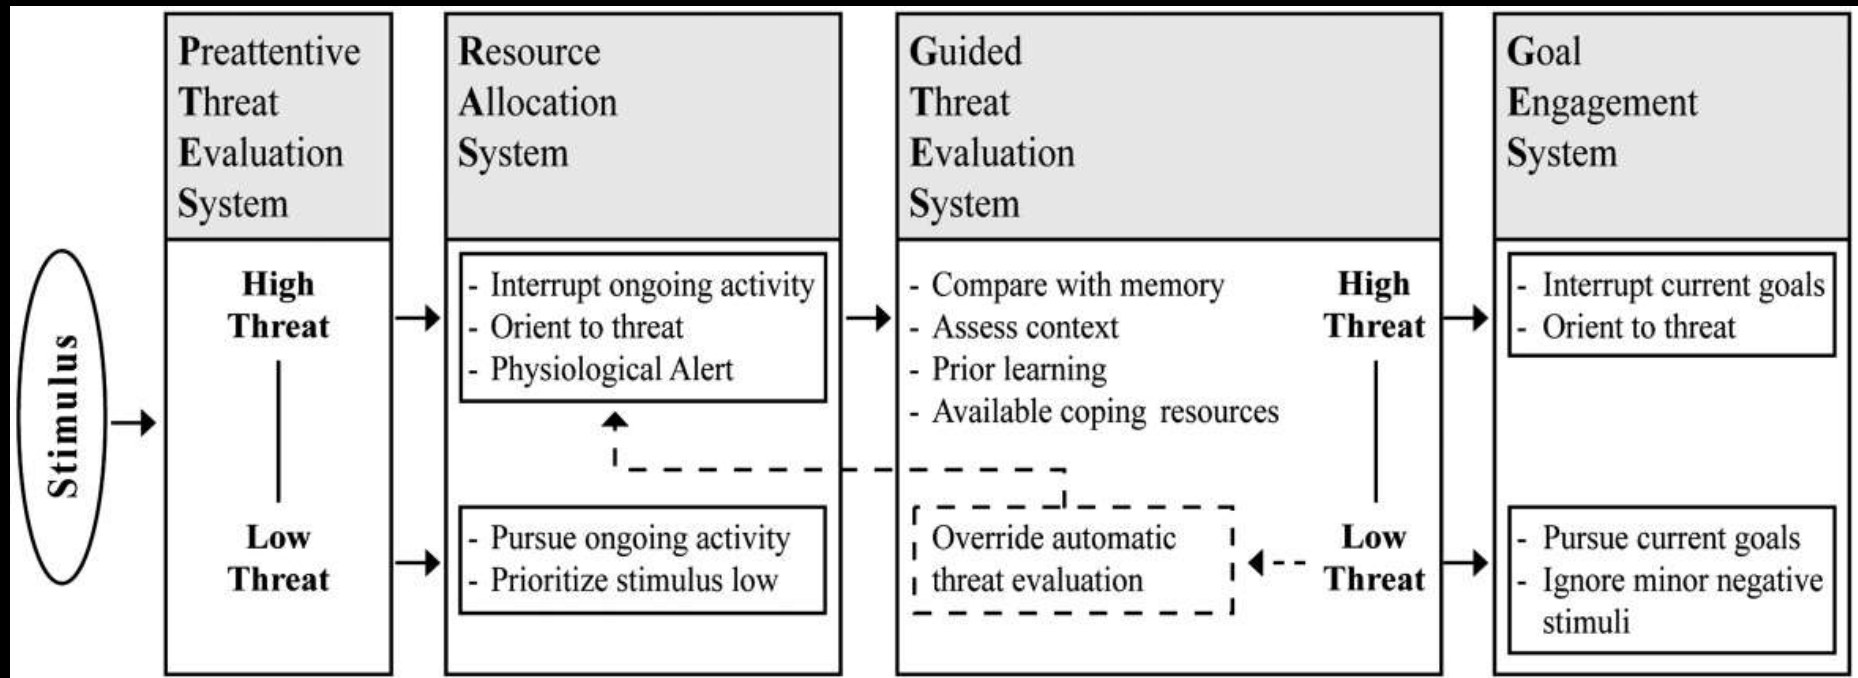 Stimulus
Preattentive
Threat
Evaluation
System
High
Threat
Low
Threat
Resource
Allocation
System
- Interrupt ongoing activity
- Orient to threat
- Physiological Alert
- Pursue ongoing activity
- Prioritize stimulus low
Guided
Threat
Evaluation
System
- Compare with memory
- Assess context
- Prior learning
- Available coping resources
High
Threat
Override automatic
threat evaluation
Low
Threat
Goal
Engagement
System
- Interrupt current goals
- Orient to threat
- Pursue current goals
- Ignore minor negative
stimuli